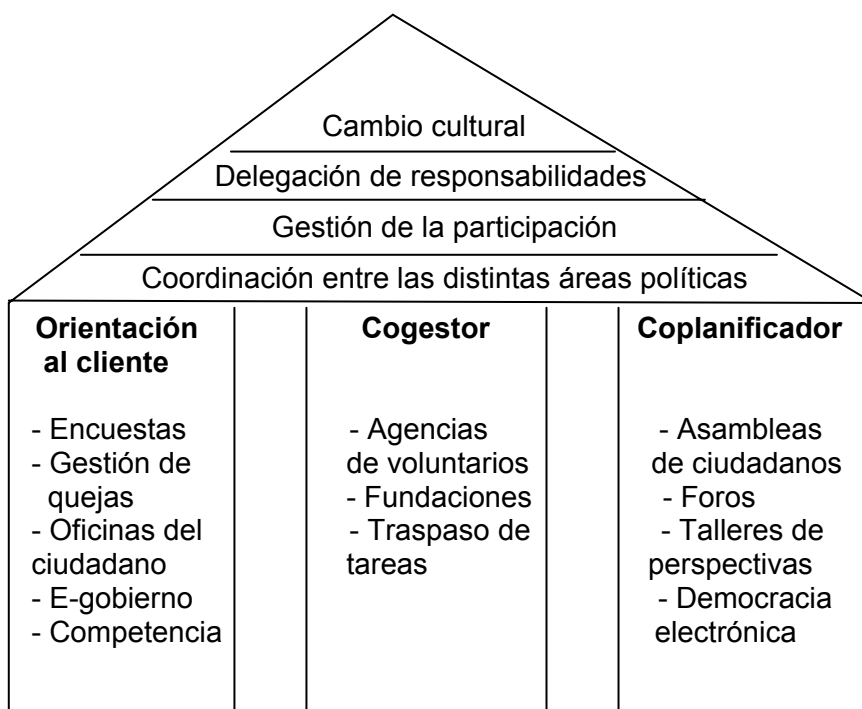 Cambio cultural
Delegación de responsabilidades
Gestión de la participación
Coordinación entre las distintas áreas políticas
Orientación
al cliente
- Encuestas
- Gestión de
quejas
- Oficinas del
ciudadano
- E-gobierno
- Competencia
Cogestor
- Agencias
de voluntarios
- Fundaciones
- Traspaso de
tareas
Coplanificador
- Asambleas
de ciudadanos
- Foros
- Talleres de
perspectivas
- Democracia
electrónica